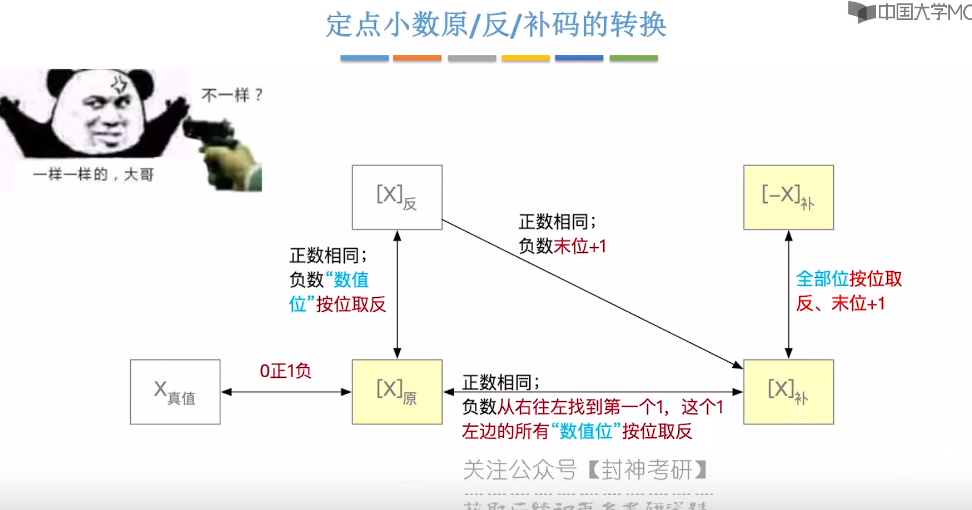 定点小数原/反/补码的转换
中国大学MO
不一样？
一样一样的，大哥
[X]反
[-X]补
正数相同；
负数末位+1
正数相同；
负数“数值
位”按位取反
全部位按位取
反、末位+1
X真值
0正1负
[X]原
正数相同；
负数从右往左找到第一个1，这个1
左边的所有“数值位”按位取反
[X]补
关注公众号【封神考研】